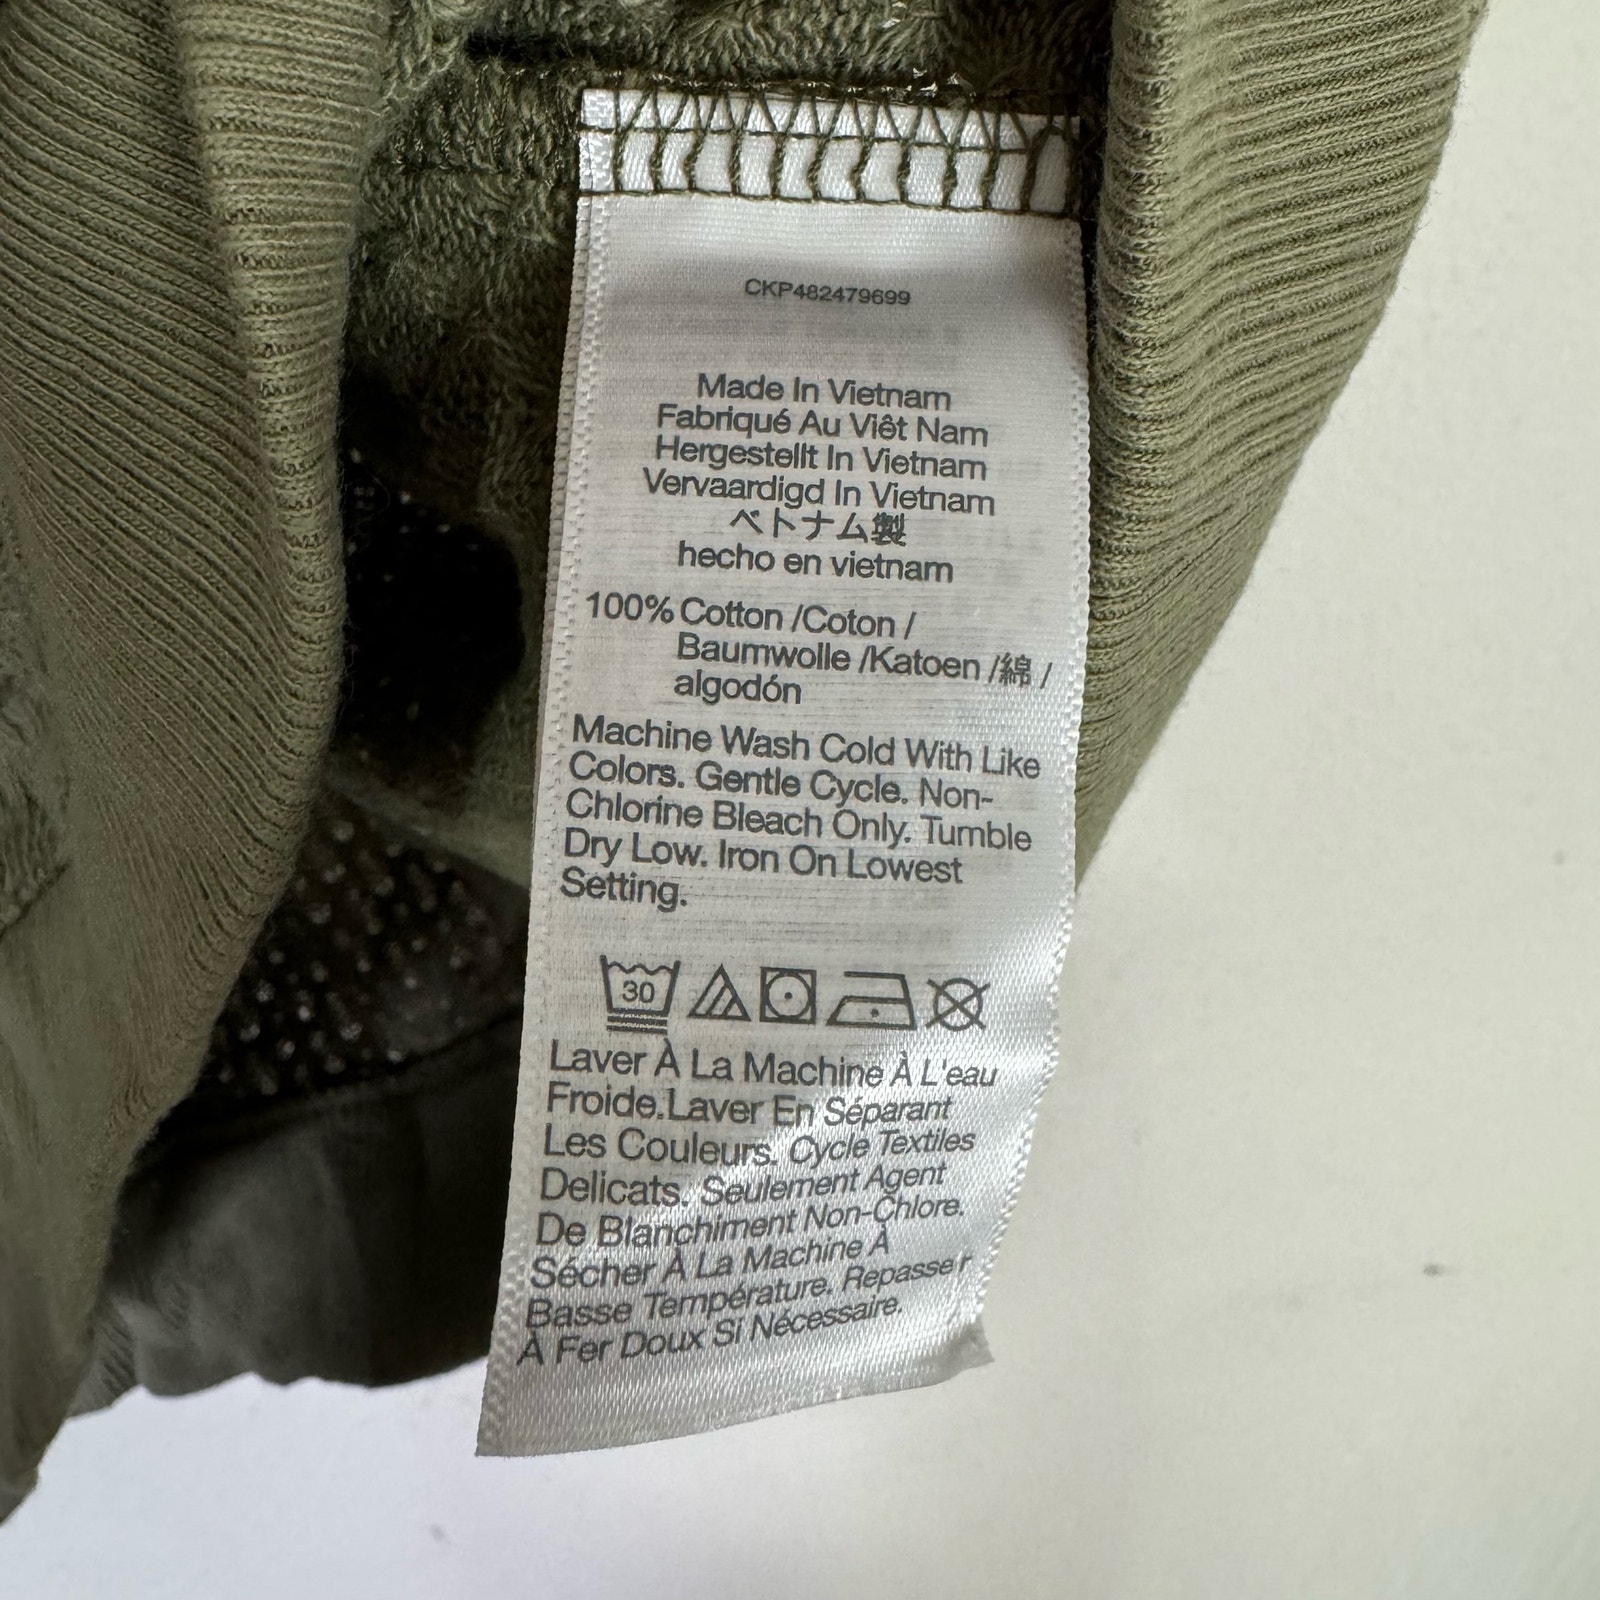 CKP482479699
Made In Vietnam
Fabriqué Au Viêt Nam
Hergestellt In Vietnam
Vervaardigd In Vietnam
ベトナム製
hecho en vietnam
100% Cotton /Coton /
Baumwolle /Katoen /綿 /
algodón
Machine Wash Cold With Like
Colors. Gentle Cycle. Non-
Chlorine Bleach Only. Tumble
Dry Low. Iron On Lowest
Setting.
30
Laver À La Machine À L'eau
Froide.Laver En Séparant
Les Couleurs. Cycle Textiles
Delicats. Seulement Agent
De Blanchiment Non-Chlore.
Sécher À La Machine À
Basse Température. Repasser
À Fer Doux Si Nécessaire.